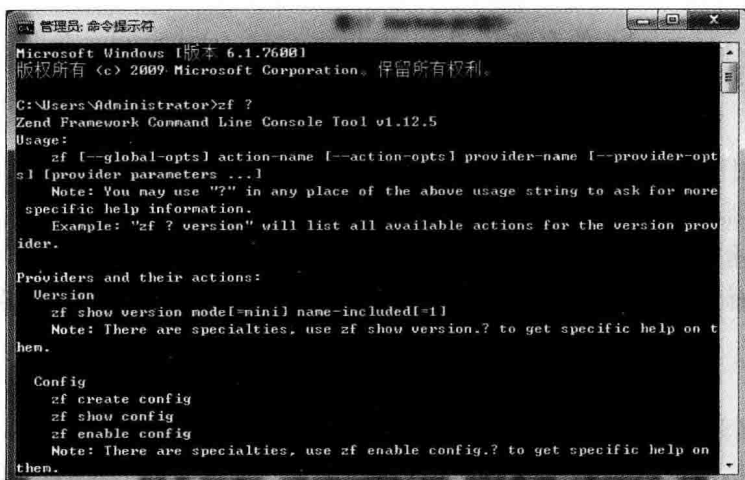 管理员: 命令提示符
Microsoft Windows [版本 6.1.7600]
版权所有 (c) 2009 Microsoft Corporation。保留所有权利。
C:\Users\Administrator>zf ?
Zend Framework Command Line Console Tool v1.12.5
Usage:
    zf [--global-opts] action-name [--action-opts] provider-name [--provider-opt
s] [provider parameters ...]
    Note: You may use "?" in any place of the above usage string to ask for more
 specific help information.
    Example: "zf ? version" will list all available actions for the version prov
ider.
Providers and their actions:
  Version
    zf show version mode[=mini] name-included[=1]
    Note: There are specialties, use zf show version.? to get specific help on t
hem.
  Config
    zf create config
    zf show config
    zf enable config
    Note: There are specialties, use zf enable config.? to get specific help on
them.